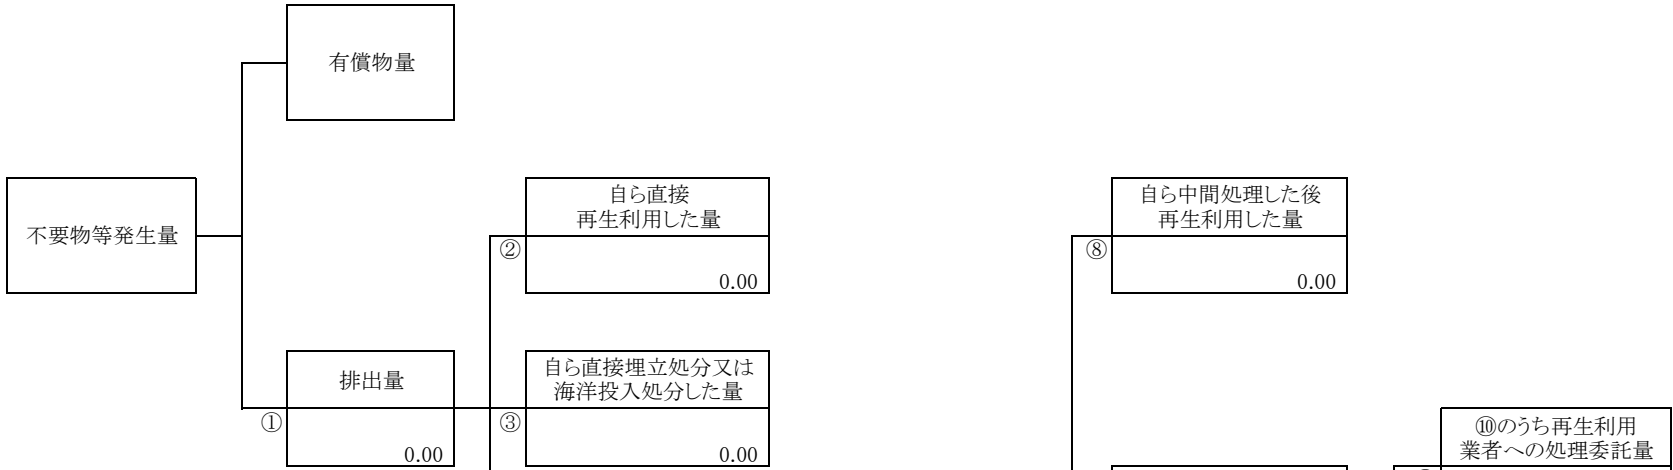 有償物量
不要物等発生量
自ら直接
再生利用した量
②
0.00
自ら中間処理した後
再生利用した量
⑧
0.00
排出量
①
0.00
自ら直接埋立処分又は
海洋投入処分した量
③
0.00
⑩のうち再生利用
業者への処理委託量